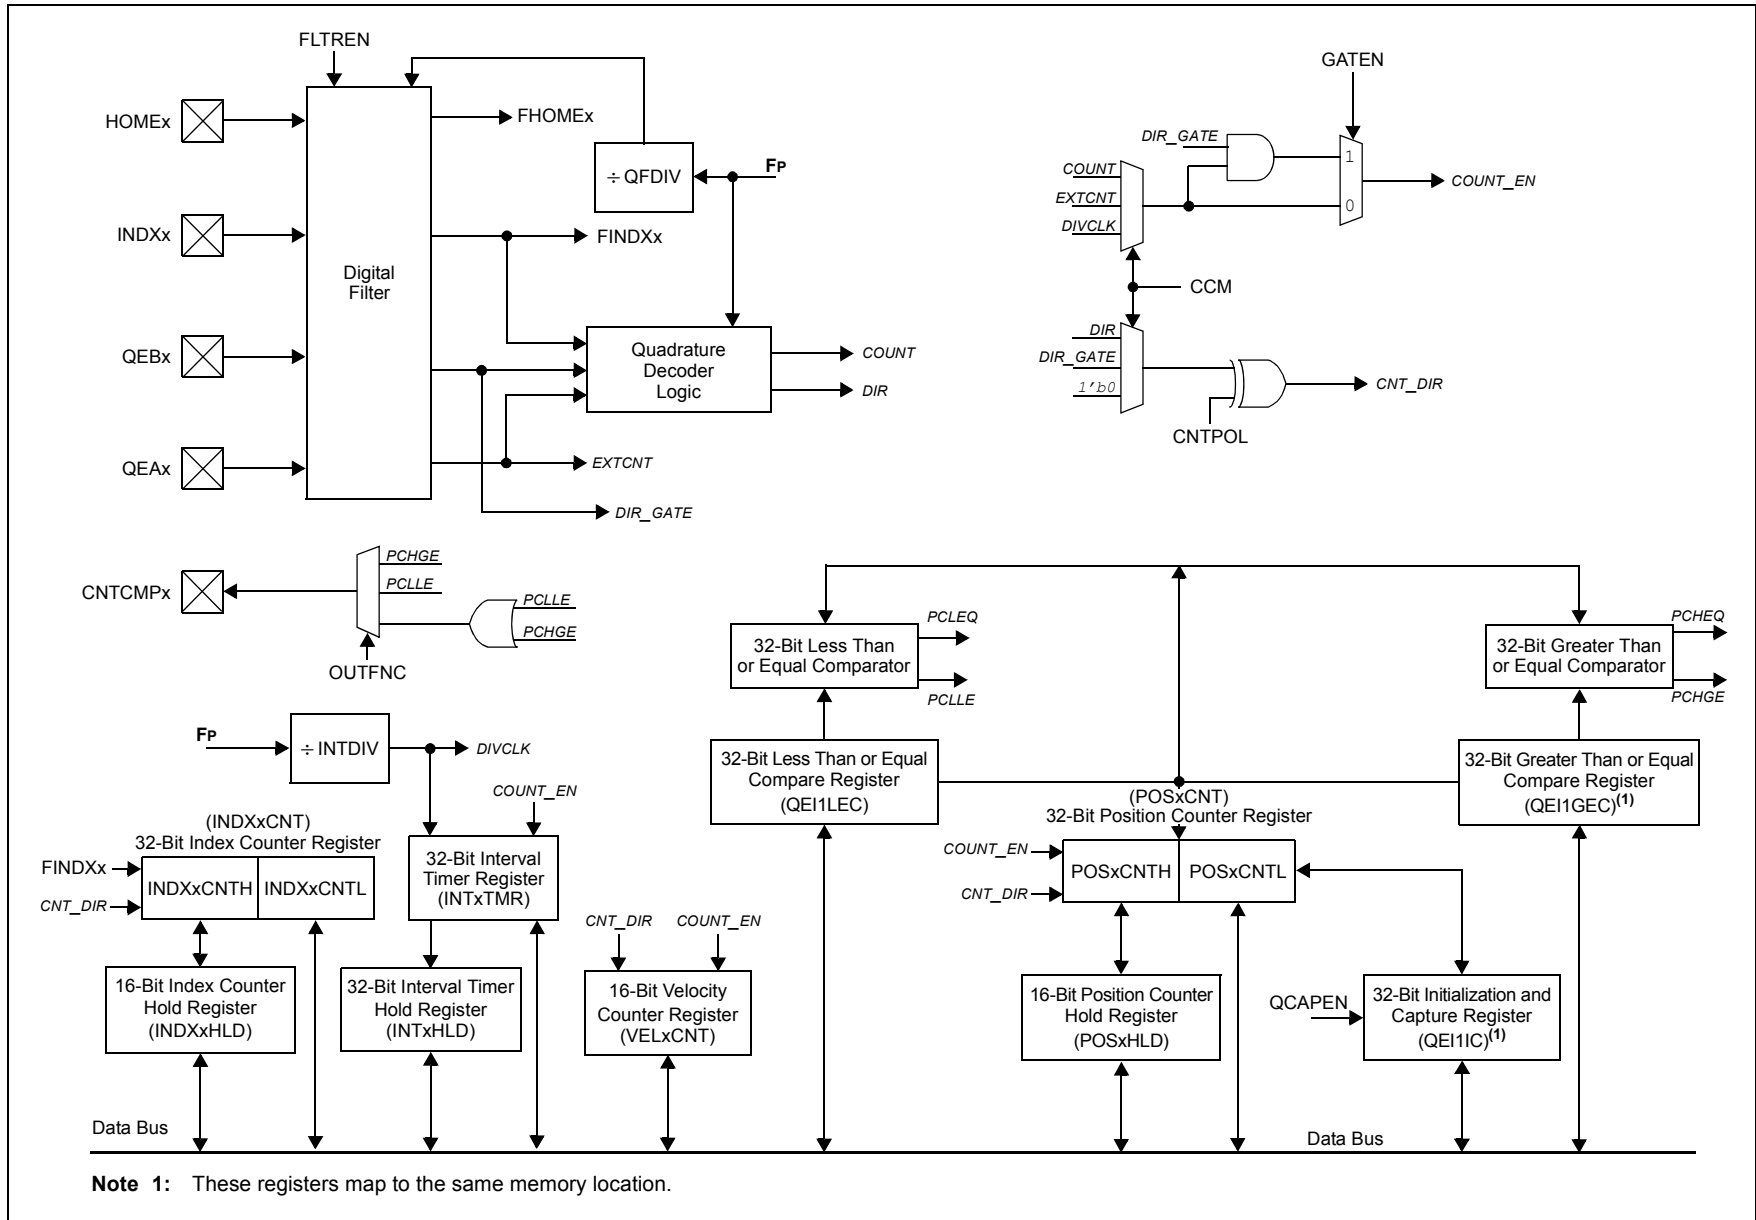 FLTREN
HOMEx
INDXx
QEBx
QEAx
Digital
Filter
FHOMEx
÷ QFDIV
FP
FINDXx
Quadrature
Decoder
Logic
COUNT
DIR
EXTCNT
DIR_GATE
GATEN
DIR_GATE
COUNT
EXTCNT
DIVCLK
1
0
COUNT_EN
CCM
DIR
DIR_GATE
1'b0
CNTPOL
CNT_DIR
CNTCMPx
PCHGE
PCLLE
PCLLE
PCHGE
OUTFNC
32-Bit Less Than
or Equal Comparator
PCLEQ
PCLLE
32-Bit Greater Than
or Equal Comparator
PCHEQ
PCHGE
FP
÷ INTDIV
DIVCLK
COUNT_EN
32-Bit Less Than or Equal
Compare Register
(QEI1LEC)
32-Bit Greater Than or Equal
Compare Register
(QEI1GEC)(1)
(INDXxCNT)
32-Bit Index Counter Register
FINDXx
CNT_DIR
INDXxCNTH
INDXxCNTL
32-Bit Interval
Timer Register
(INTxTMR)
(POSxCNT)
32-Bit Position Counter Register
COUNT_EN
CNT_DIR
POSxCNTH
POSxCNTL
CNT_DIR
COUNT_EN
16-Bit Index Counter
Hold Register
(INDXxHLD)
32-Bit Interval Timer
Hold Register
(INTxHLD)
16-Bit Velocity
Counter Register
(VELxCNT)
16-Bit Position Counter
Hold Register
(POSxHLD)
QCAPEN
32-Bit Initialization and
Capture Register
(QEI1IC)(1)
Data Bus
Data Bus
Note 1: These registers map to the same memory location.